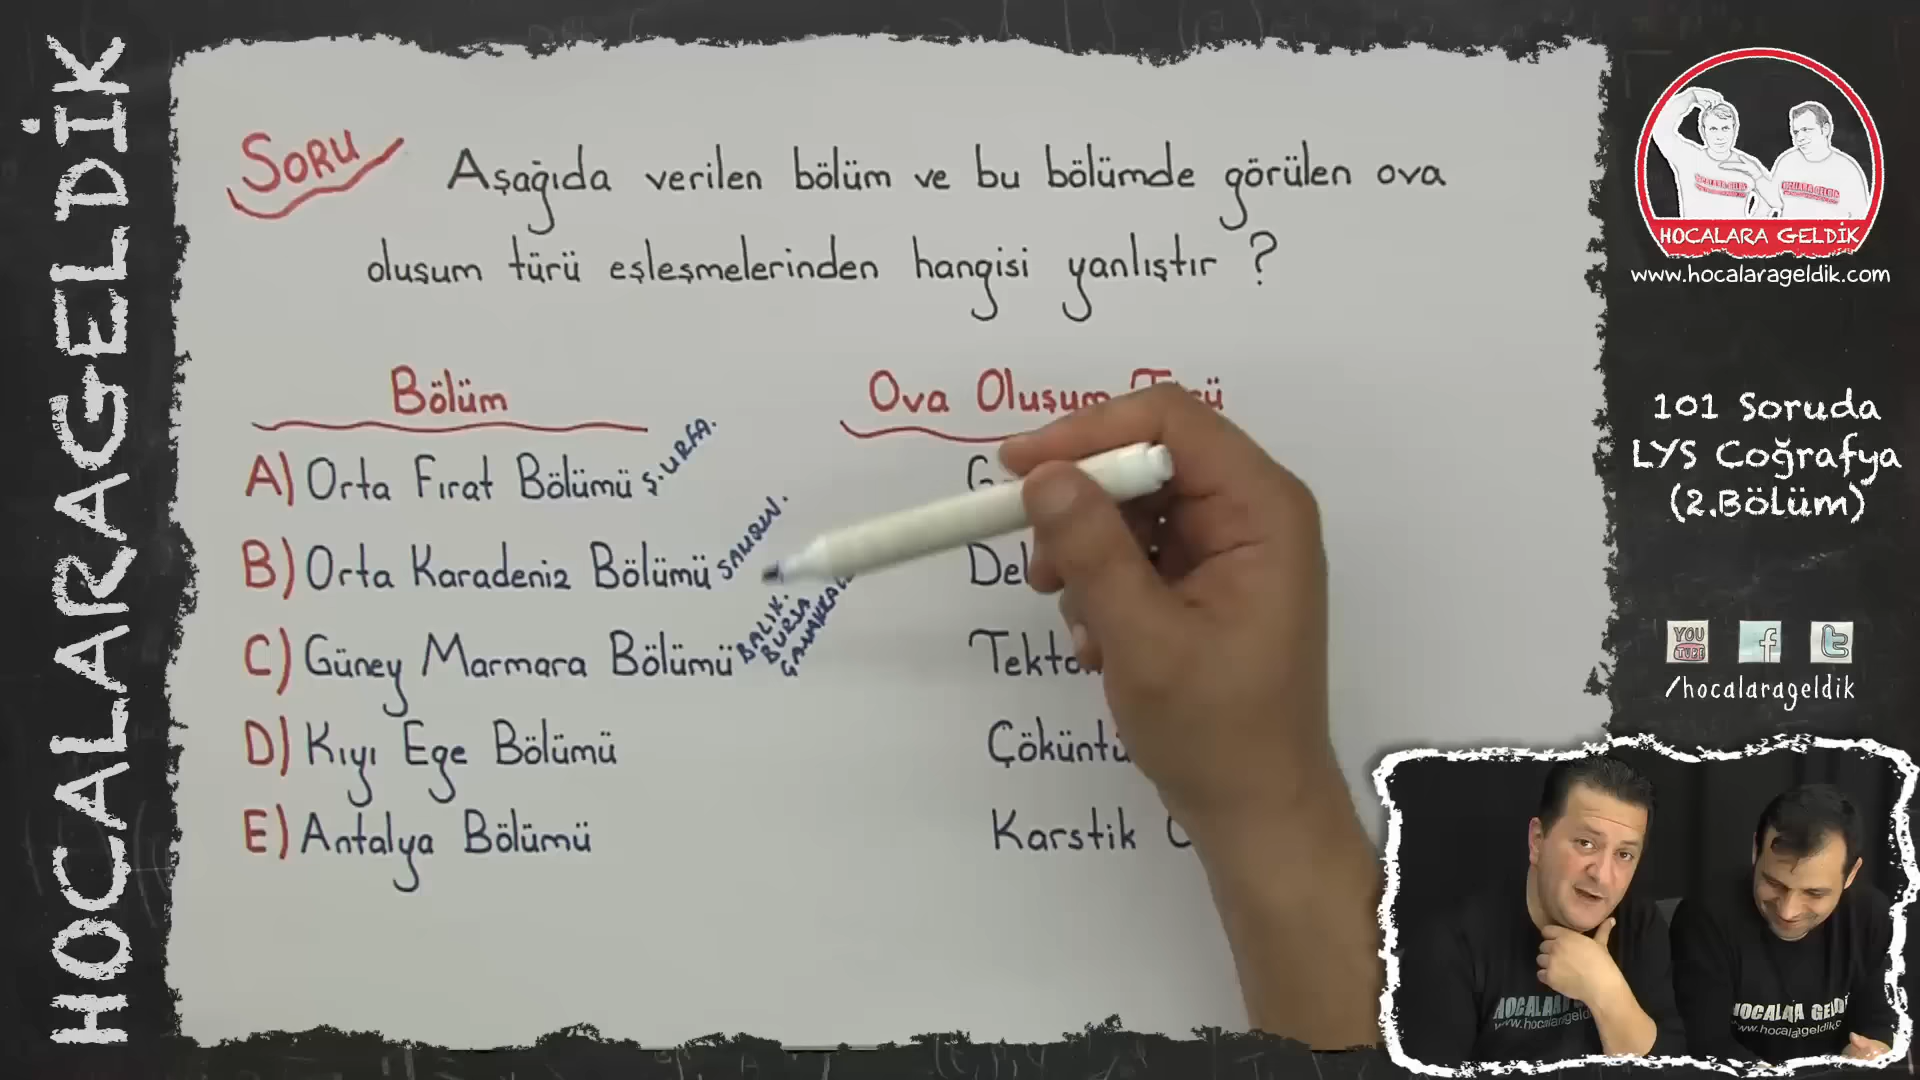 HOCALARAGELDİK
SORU
Aşağıda verilen bölüm ve bu bölümde görülen ova
oluşum türü eşleşmelerinden hangisi yanlıştır ?
Bölüm
Ova Oluşum
A) Orta Fırat Bölümü Ş.URFA.
B) Orta Karadeniz Bölümü SAMSUN.
C) Güney Marmara Bölümü BALIK.
BURSA
D) Kıyı Ege Bölümü
Çöküntü
E) Antalya Bölümü
Karstik
HOCALARA GELDİK
www.hocalarageldik.com
101 Soruda
LYS Coğrafya
(2.Bölüm)
YOU
TUBE
f
t
/hocalarageldik